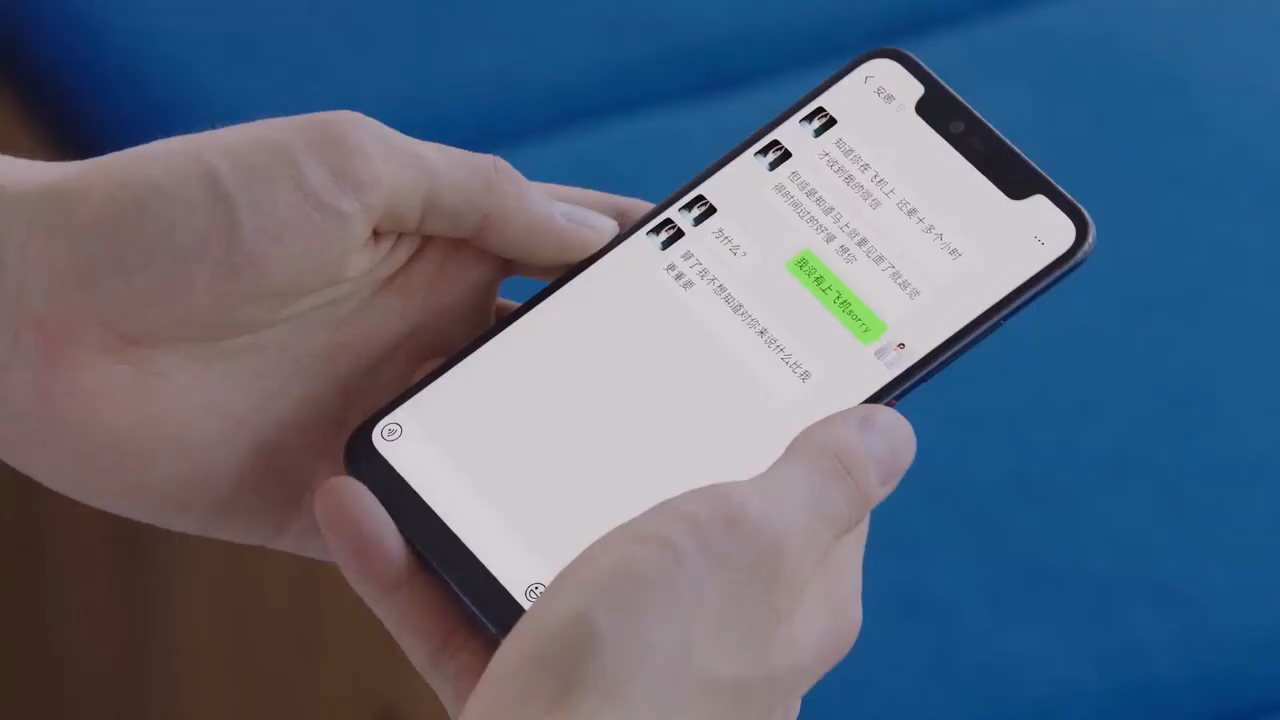 安娜
知道你在飞机上 还要十多个小时
才收到我的微信
但越是知道马上就要见面了就越觉
得时间过的好慢 想你
我没有上飞机sorry
为什么?
算了我不想知道对你来说什么比我
更重要